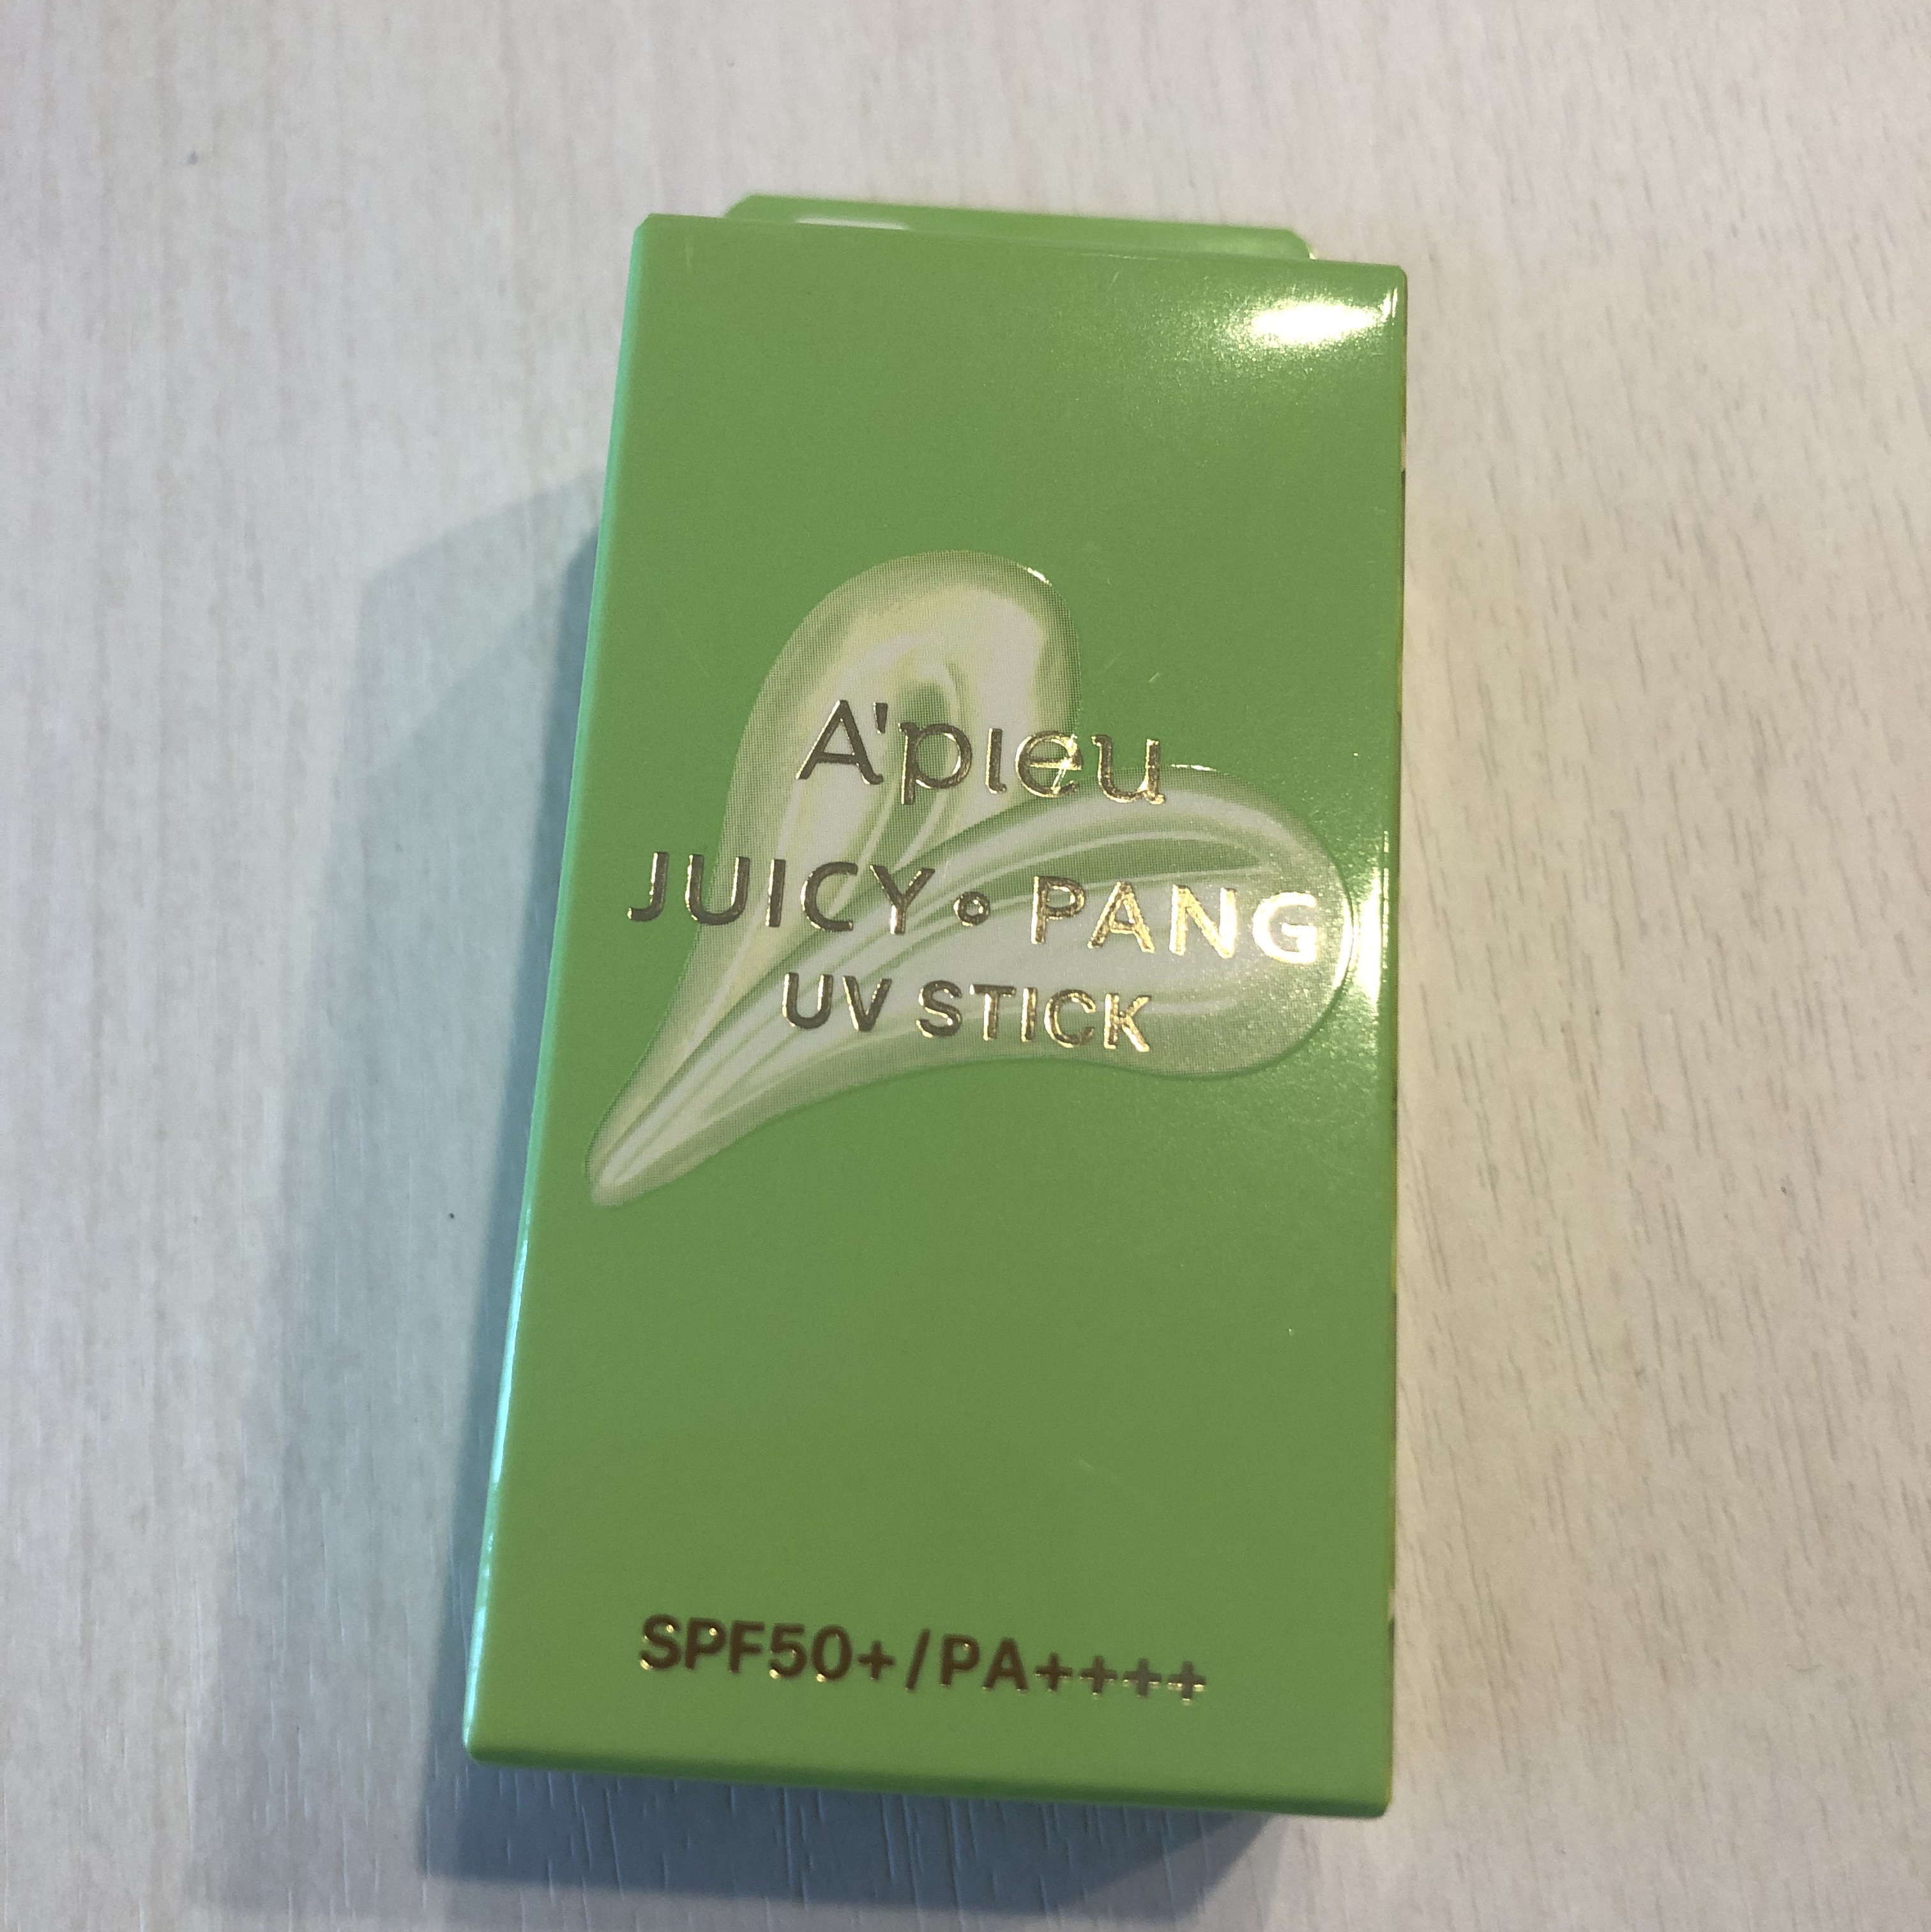 A'pieu
JUICY・PANG
UV STICK
SPF50+/PA++++